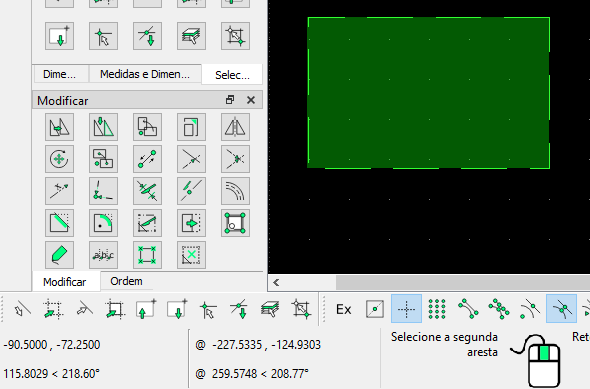 Dime...
Medidas e Dimen...
Selec...
Modificar
abc
Modificar
Ordem
Ex
-90.5000 , -72.2500
@ -227.5335 , -124.9303
Selecione a segunda
aresta
115.8029 < 218.60°
@ 259.5748 < 208.77°